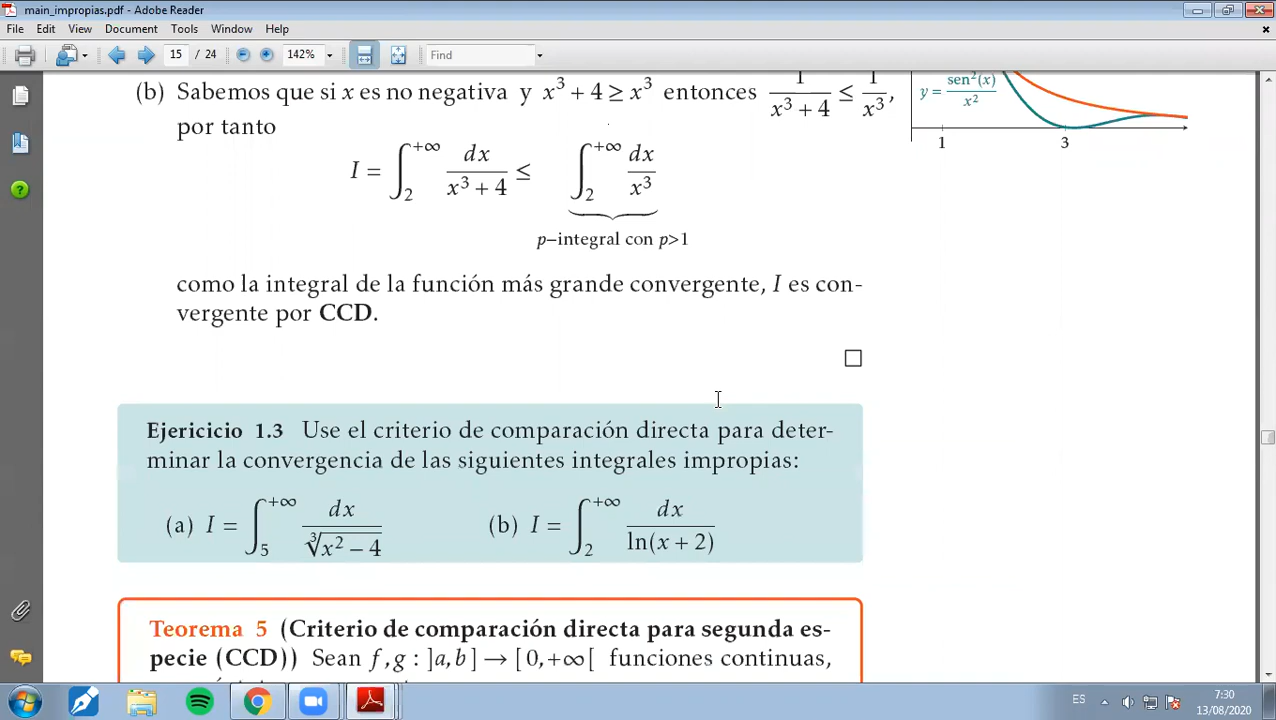 main_impropias.pdf - Adobe Reader
File Edit View Document Tools Window Help
15 / 24 142% Find
(b) Sabemos que si x es no negativa y x³ + 4 ≥ x³ entonces 1/(x³ + 4) ≤ 1/x³,
por tanto
y = sen²(x)/x²
1 3
I = ∫₂^{+∞} dx/(x³ + 4) ≤ ∫₂^{+∞} dx/x³
p−integral con p>1
como la integral de la función más grande convergente, I es con-
vergente por CCD.
Ejericicio 1.3 Use el criterio de comparación directa para deter-
minar la convergencia de las siguientes integrales impropias:
(a) I = ∫₅^{+∞} dx/∛(x² − 4) (b) I = ∫₂^{+∞} dx/ln(x + 2)
Teorema 5 (Criterio de comparación directa para segunda es-
pecie (CCD)) Sean f, g : ]a, b] → [0, +∞[ funciones continuas,
ES 7:30
13/08/2020